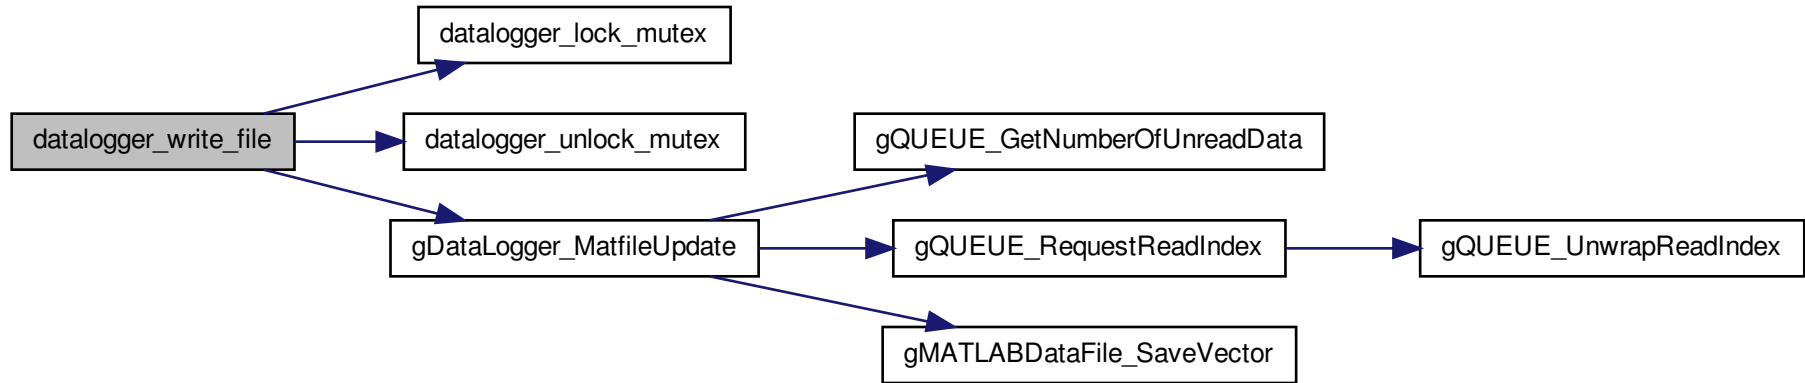 datalogger_lock_mutex
datalogger_write_file
datalogger_unlock_mutex
gQUEUE_GetNumberOfUnreadData
gDataLogger_MatfileUpdate
gQUEUE_RequestReadIndex
gQUEUE_UnwrapReadIndex
gMATLABDataFile_SaveVector